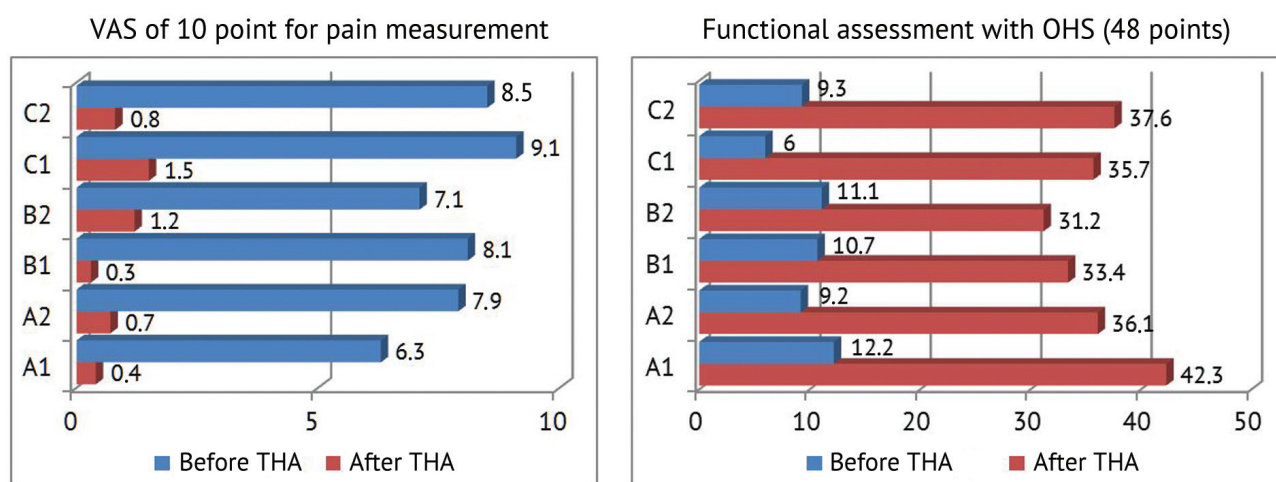 VAS of 10 point for pain measurement
C2
8.5
0.8
C1
9.1
1.5
B2
7.1
1.2
B1
8.1
0.3
A2
7.9
0.7
A1
6.3
0.4
0 5 10
Before THA After THA
Functional assessment with OHS (48 points)
C2
9.3
37.6
C1
6
35.7
B2
11.1
31.2
B1
10.7
33.4
A2
9.2
36.1
A1
12.2
42.3
0 10 20 30 40 50
Before THA After THA